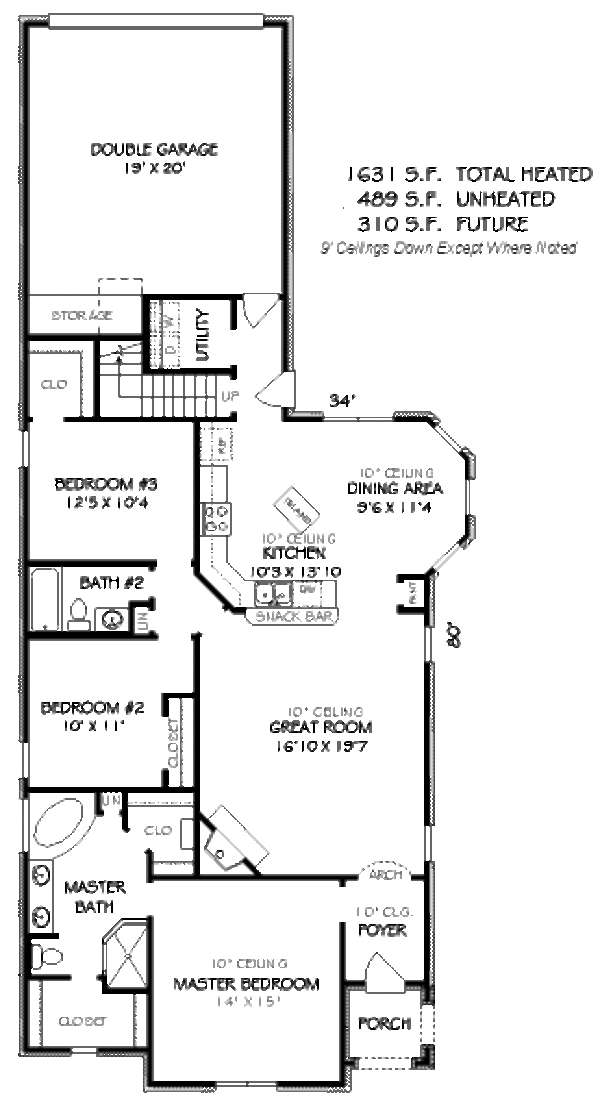 DOUBLE GARAGE
19' X 20'
1631 S.F. TOTAL HEATED
489 S.F. UNHEATED
310 S.F. FUTURE
9' Ceilings Down Except Where Noted
STORAGE
W
D
UTILITY
CLO
UP
34'
REF
BEDROOM #3
12'5 X 10'4
10' CEILING
DINING AREA
9'6 X 11'4
ISLAND
10' CEILING
KITCHEN
10'3 X 13'10
BATH #2
LIN
DW
PANT
SNACK BAR
80'
BEDROOM #2
10' X 11'
CLOSET
10' CEILING
GREAT ROOM
16'10 X 19'7
LIN
CLO
ARCH
MASTER
BATH
10' CLG.
FOYER
10' CEILING
MASTER BEDROOM
14' X 15'
CLOSET
PORCH